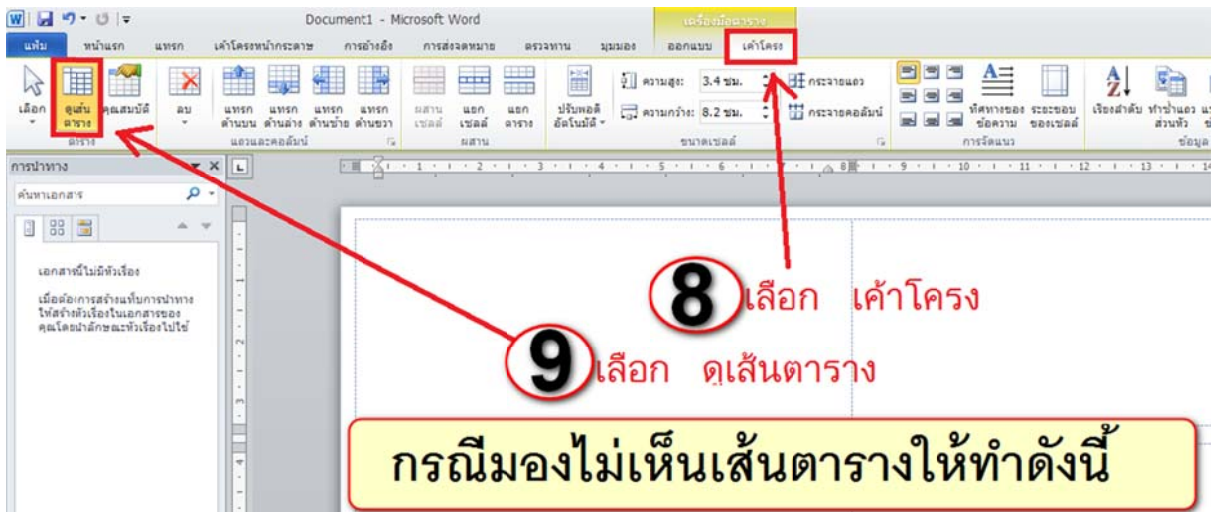 Document1 - Microsoft Word
เครื่องมือตาราง
แฟ้ม หน้าแรก แทรก เค้าโครงหน้ากระดาษ การอ้างอิง การส่งจดหมาย ตรวจทาน มุมมอง ออกแบบ เค้าโครง
เลือก ดูเส้นตาราง คุณสมบัติ ลบ แทรกด้านบน แทรกด้านล่าง แทรกด้านซ้าย แทรกด้านขวา ผสานเซลล์ แยกเซลล์ แยกตาราง ปรับพอดีอัตโนมัติ
ความสูง: 3.4 ซม. กระจายแถว
ความกว้าง: 8.2 ซม. กระจายคอลัมน์
ทิศทางของข้อความ ระยะขอบของเซลล์ เรียงลำดับ ทำซ้ำแถวส่วนหัว
ตาราง แถวและคอลัมน์ ผสาน ขนาดเซลล์ การจัดแนว ข้อมูล
การนำทาง
ค้นหาเอกสาร
เอกสารนี้ไม่มีหัวเรื่อง
เมื่อต้องการสร้างแท็บการนำทาง
ให้สร้างหัวเรื่องในเอกสารของ
คุณโดยนำลักษณะหัวเรื่องไปใช้
8 เลือก เค้าโครง
9 เลือก ดูเส้นตาราง
กรณีมองไม่เห็นเส้นตารางให้ทำดังนี้